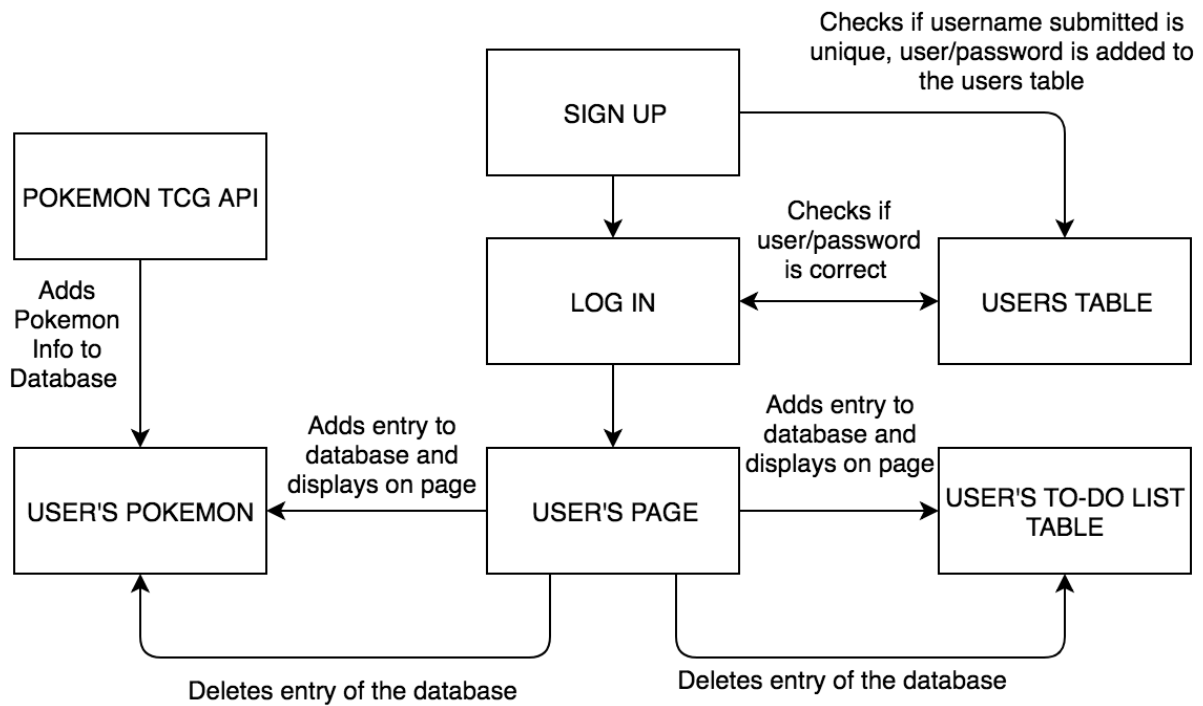 Checks if username submitted is
unique, user/password is added to
the users table
SIGN UP
POKEMON TCG API
Checks if
user/password
is correct
LOG IN
USERS TABLE
Adds
Pokemon
Info to
Database
Adds entry to
database and
displays on page
Adds entry to
database and
displays on page
USER'S POKEMON
USER'S PAGE
USER'S TO-DO LIST
TABLE
Deletes entry of the database
Deletes entry of the database